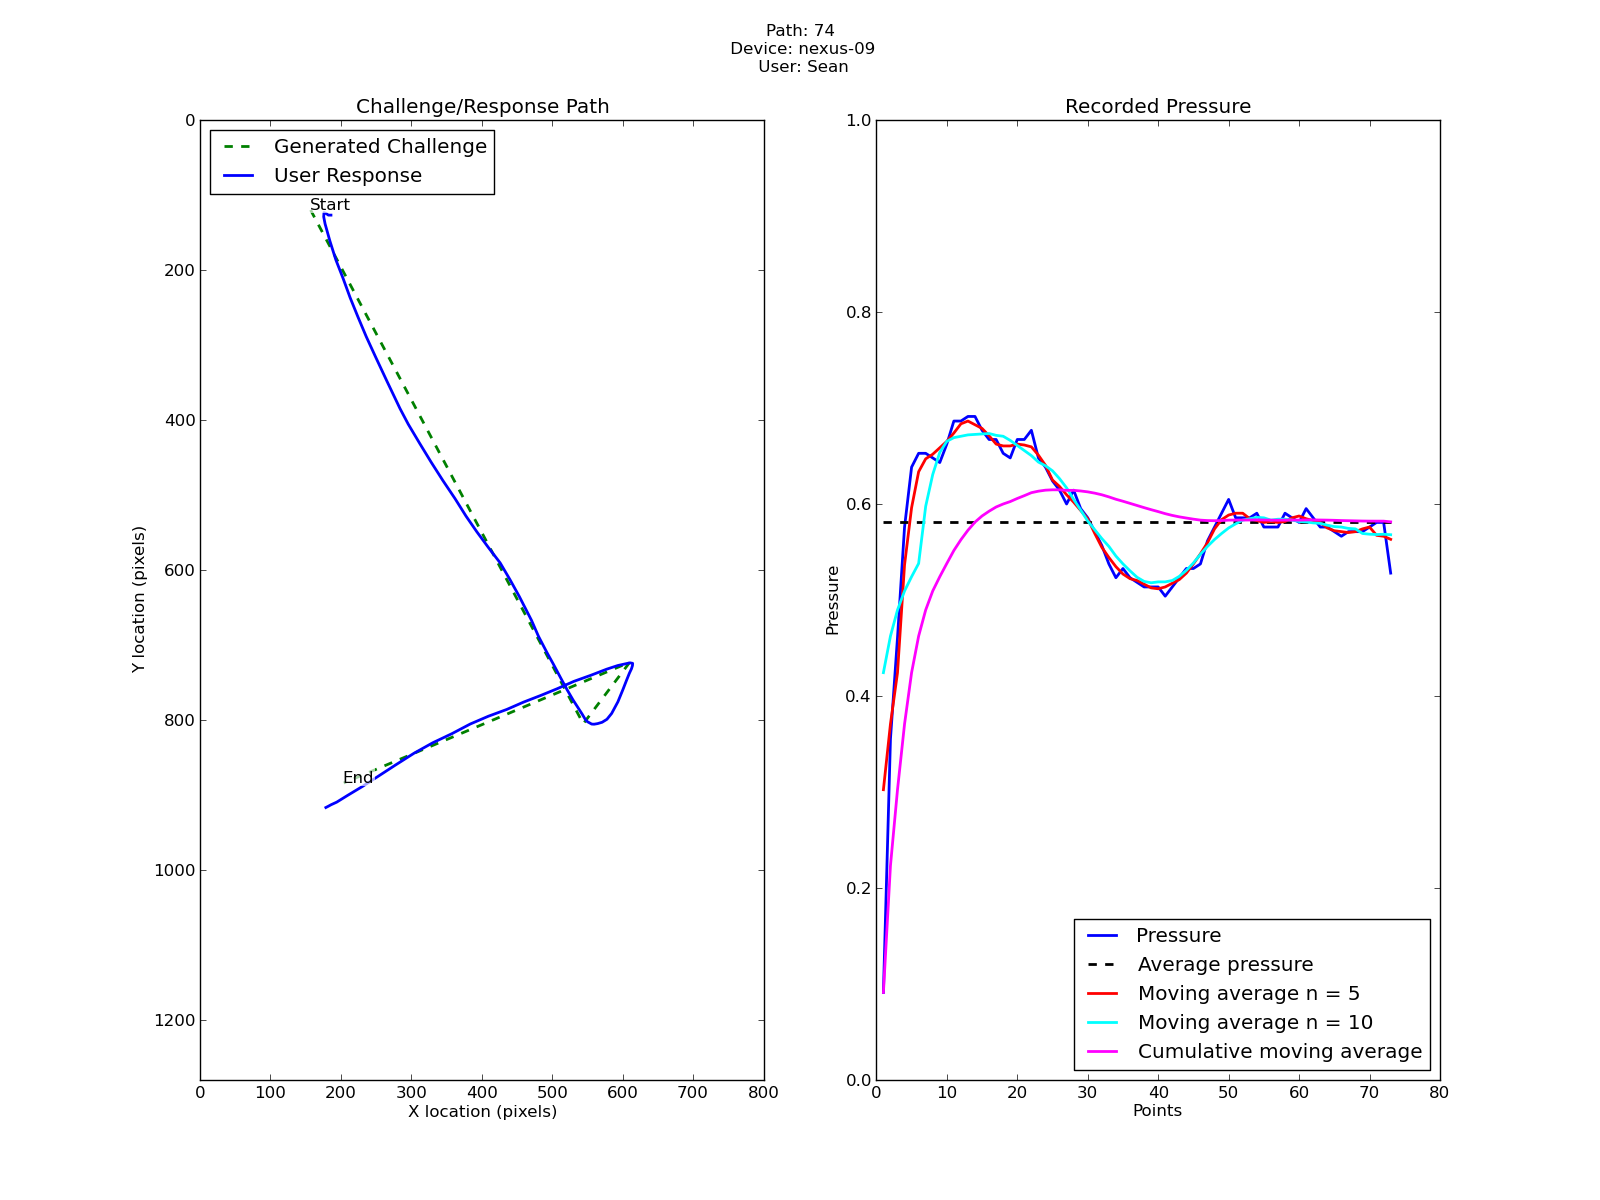 Path: 74
Device: nexus-09
User: Sean
Challenge/Response Path
Generated Challenge
User Response
Start
End
0
200
400
600
800
1000
1200
Y location (pixels)
0 100 200 300 400 500 600 700 800
X location (pixels)
Recorded Pressure
1.0
0.8
0.6
0.4
0.2
0.0
Pressure
Pressure
Average pressure
Moving average n = 5
Moving average n = 10
Cumulative moving average
0 10 20 30 40 50 60 70 80
Points